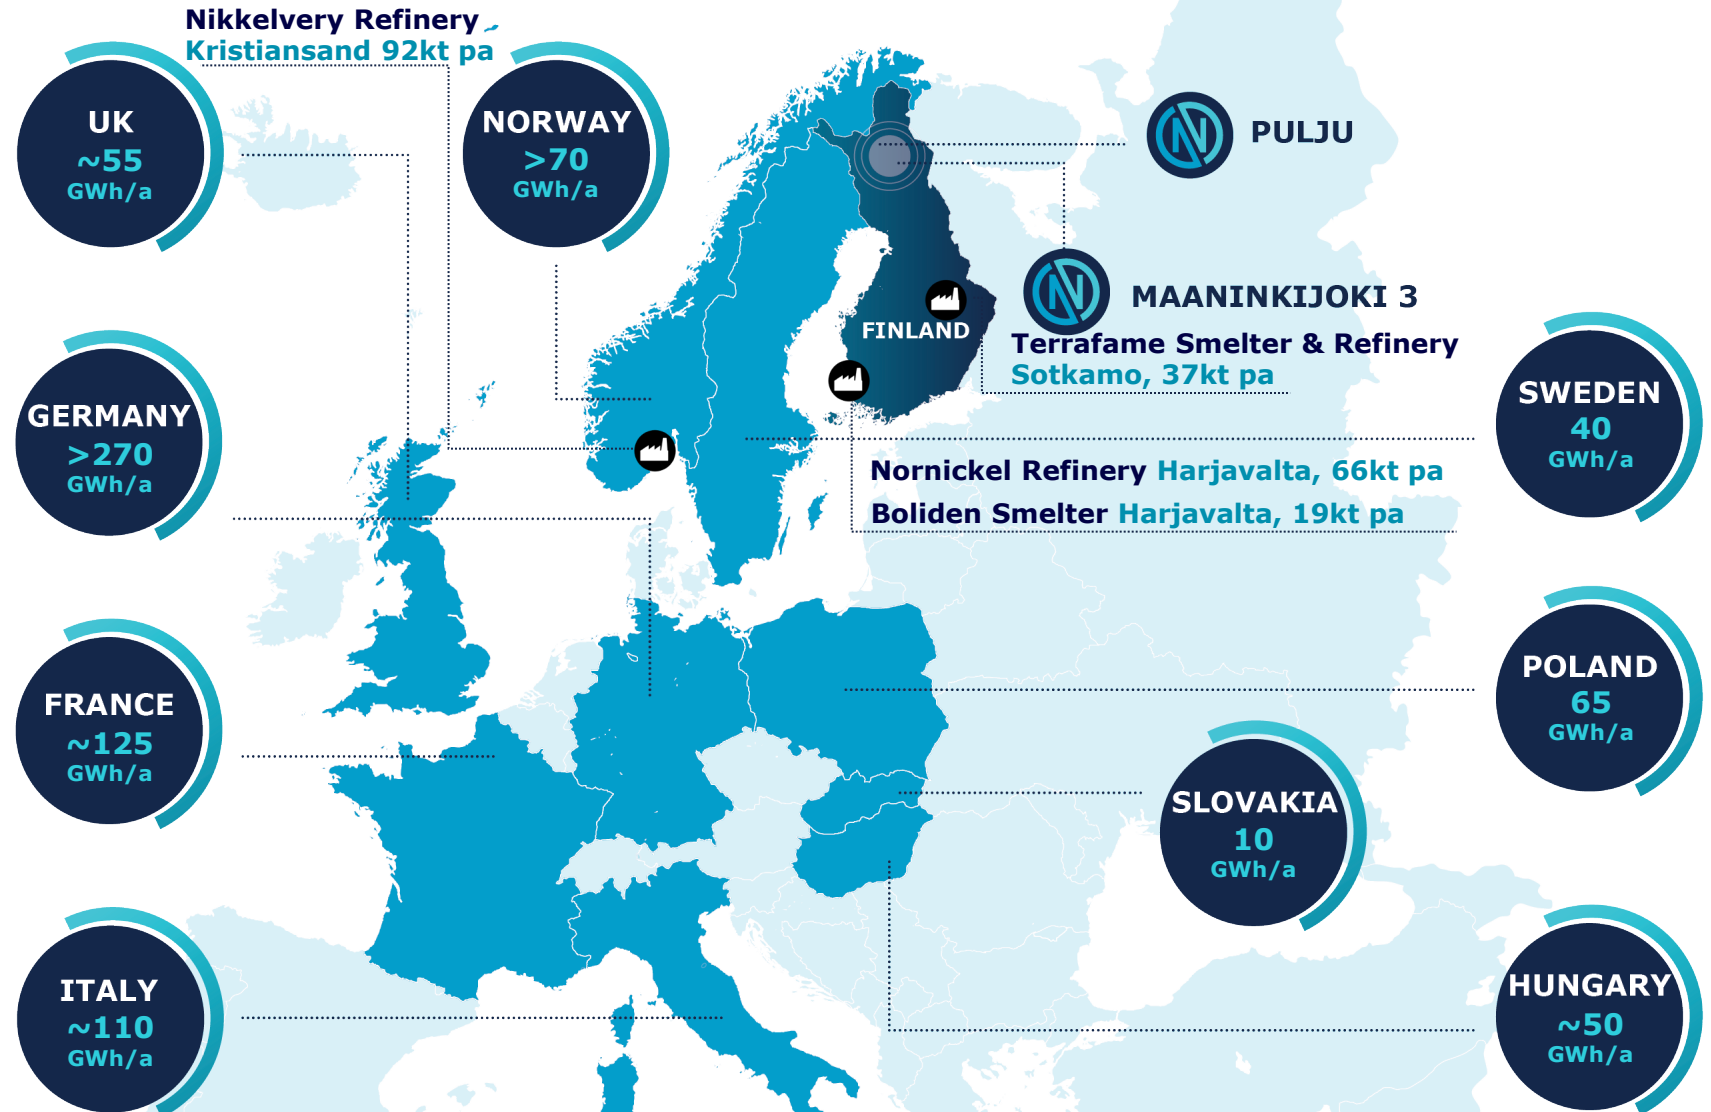 Nikkelvery Refinery
Kristiansand 92kt pa
UK
~55
GWh/a
NORWAY
>70
GWh/a
N
PULJU
N
MAANINKIJOKI 3
FINLAND
Terrafame Smelter & Refinery
Sotkamo, 37kt pa
GERMANY
>270
GWh/a
SWEDEN
40
GWh/a
Nornickel Refinery Harjavalta, 66kt pa
Boliden Smelter Harjavalta, 19kt pa
FRANCE
~125
GWh/a
POLAND
65
GWh/a
SLOVAKIA
10
GWh/a
ITALY
~110
GWh/a
HUNGARY
~50
GWh/a